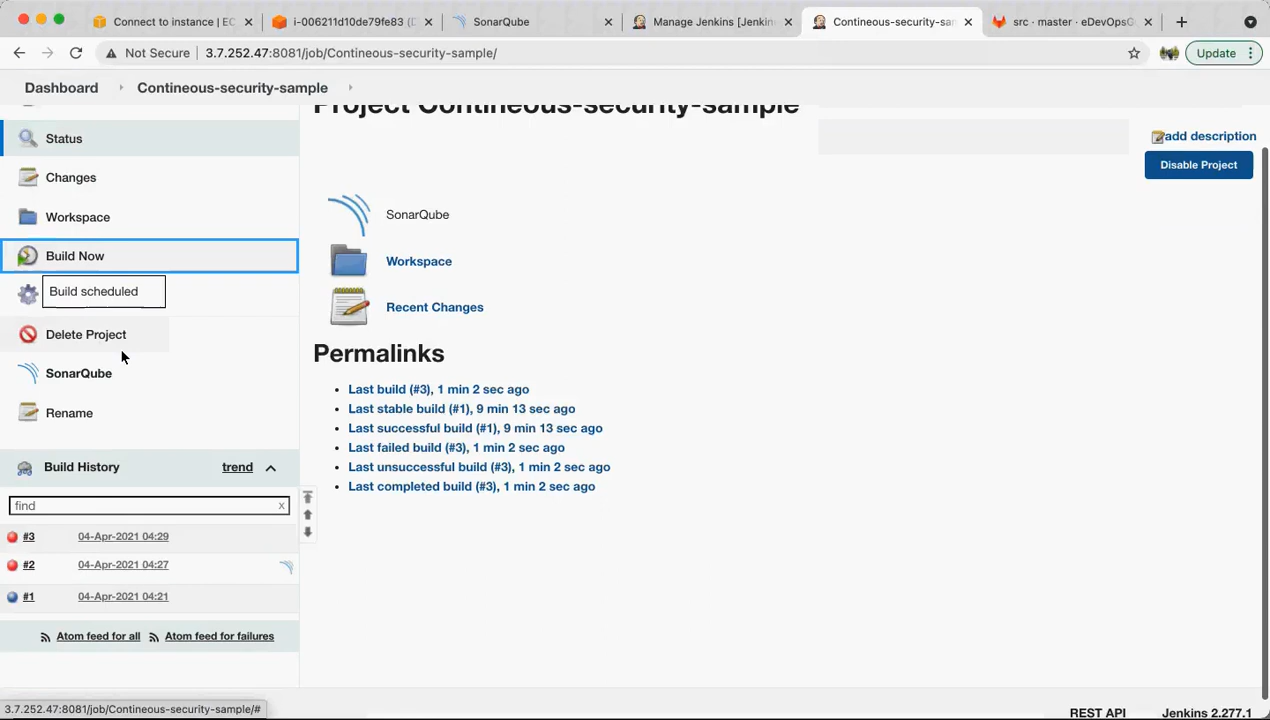 Connect to instance | EC
i-006211d10de79fe83 (D
SonarQube
Manage Jenkins [Jenkin
Contineous-security-sam
src · master · eDevOpsGu
Not Secure
3.7.252.47:8081/job/Contineous-security-sample/
Update
Dashboard
Contineous-security-sample
Project Contineous-security-sample
add description
Disable Project
Status
Changes
Workspace
Build Now
Build scheduled
Delete Project
SonarQube
Rename
Build History
trend
find
x
#3 04-Apr-2021 04:29
#2 04-Apr-2021 04:27
#1 04-Apr-2021 04:21
Atom feed for all
Atom feed for failures
SonarQube
Workspace
Recent Changes
Permalinks
Last build (#3), 1 min 2 sec ago
Last stable build (#1), 9 min 13 sec ago
Last successful build (#1), 9 min 13 sec ago
Last failed build (#3), 1 min 2 sec ago
Last unsuccessful build (#3), 1 min 2 sec ago
Last completed build (#3), 1 min 2 sec ago
3.7.252.47:8081/job/Contineous-security-sample/#
REST API
Jenkins 2.277.1